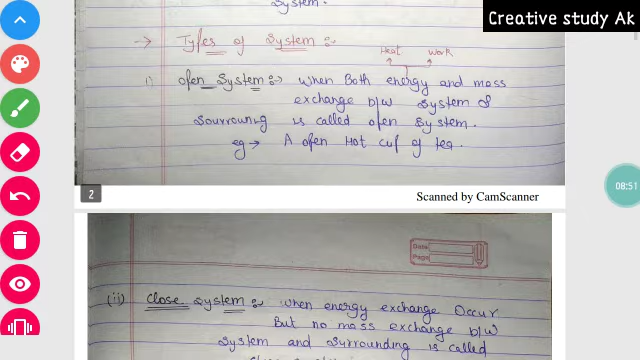 System.
Creative study Ak
→ Types of System :-
Heat Work
i) open System :→ When Both energy and mass
exchange b/w System &
Sourrouning is called open System.
eg → A open Hot cup of tea.
2
Scanned by CamScanner
08:51
Date
Page
(ii) Close System :- When energy exchange Occur
But no mass exchange b/w
System and Surrounding is called